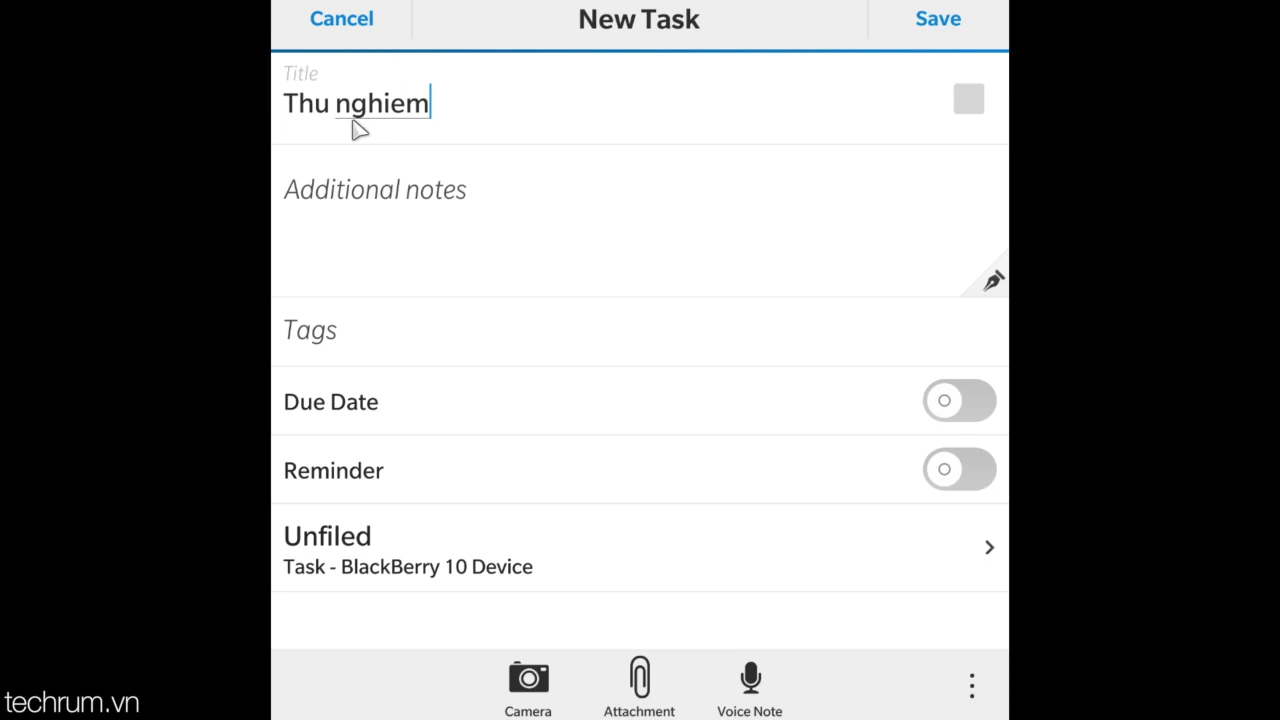 Cancel
New Task
Save
Title
Thu nghiem
Additional notes
Tags
Due Date
Reminder
Unfiled
Task - BlackBerry 10 Device
Camera
Attachment
Voice Note
techrum.vn